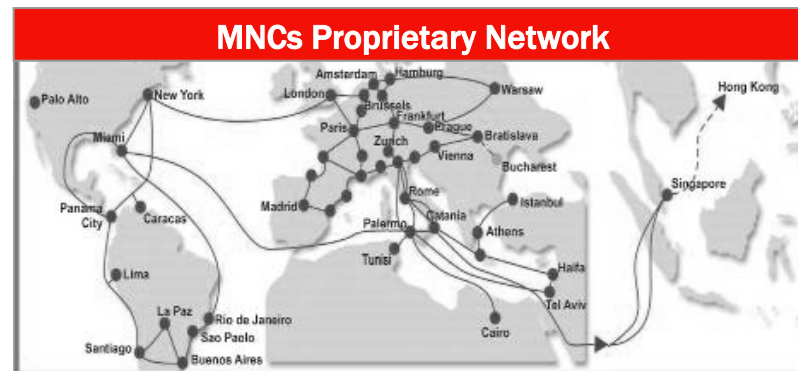 MNCs Proprietary Network
Palo Alto
New York
Miami
Panama
City
Caracas
Lima
La Paz
Rio de Janeiro
Sao Paolo
Santiago
Buenos Aires
Amsterdam
Hamburg
London
Brussels
Warsaw
Frankfurt
Paris
Prague
Bratislava
Zurich
Vienna
Bucharest
Madrid
Rome
Istanbul
Palermo
Catania
Athens
Tunisi
Haifa
Tel Aviv
Cairo
Hong Kong
Singapore